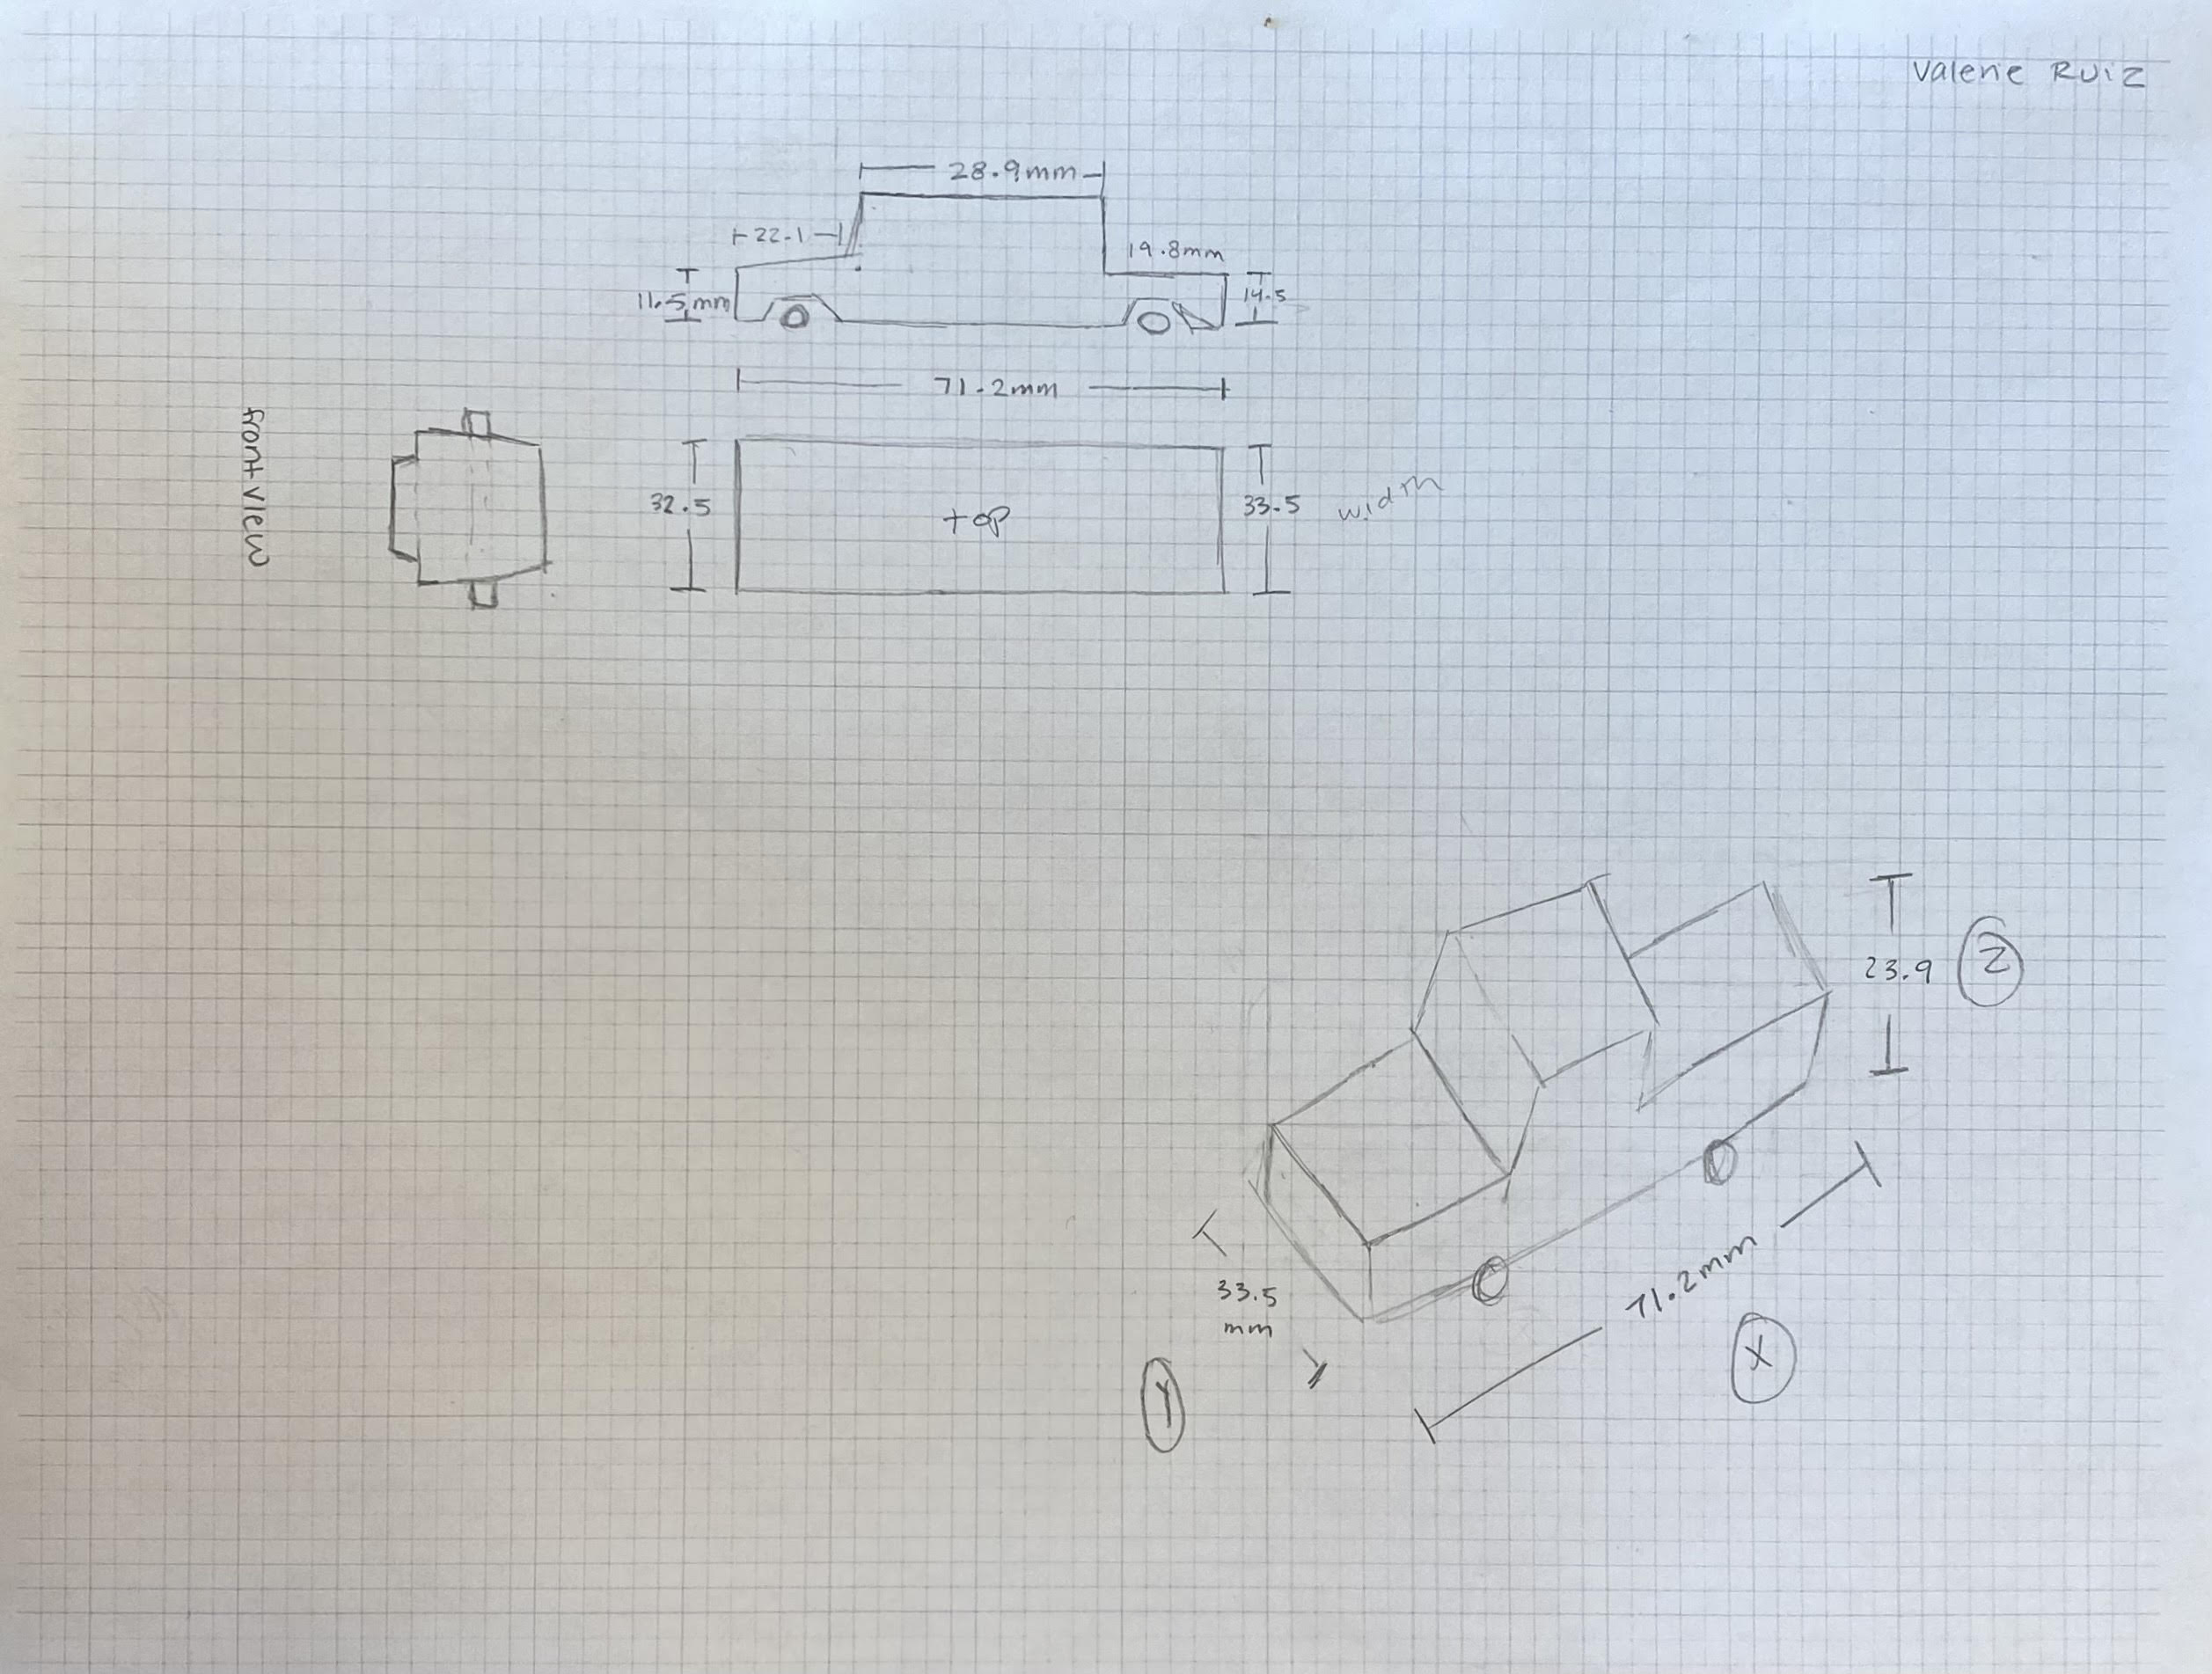 Valerie Ruiz
28.9mm
22.1
19.8mm
11.5mm
14.5
71.2mm
front view
32.5
top
33.5
width
23.9
Z
33.5
mm
71.2mm
X
Y